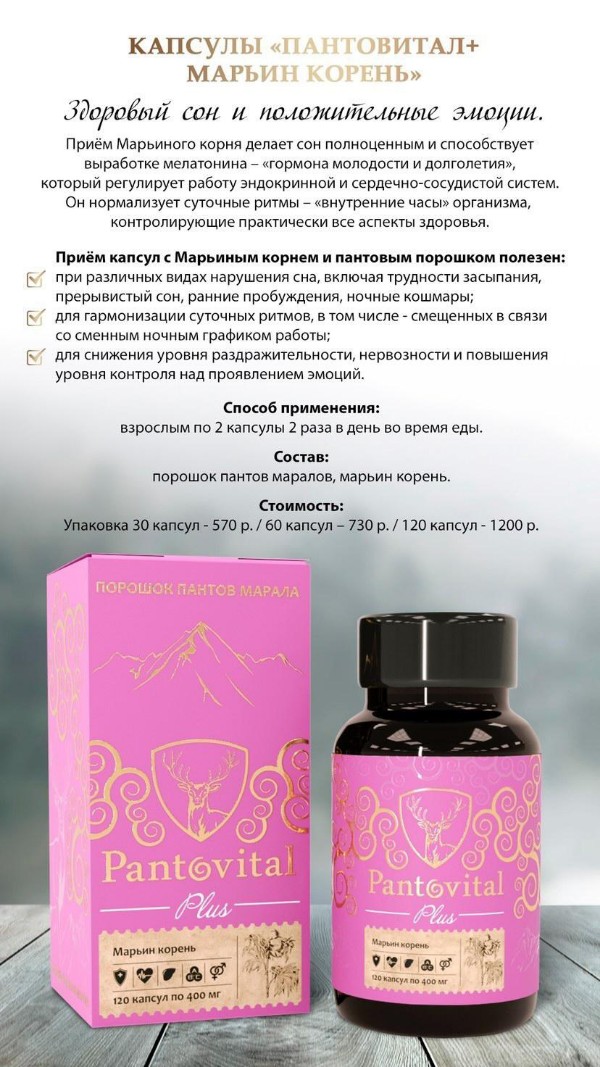 КАПСУЛЫ «ПАНТОВИТАЛ+
МАРЬИН КОРЕНЬ»
Здоровый сон и положительные эмоции.
Приём Марьиного корня делает сон полноценным и способствует
выработке мелатонина – «гормона молодости и долголетия»,
который регулирует работу эндокринной и сердечно-сосудистой систем.
Он нормализует суточные ритмы – «внутренние часы» организма,
контролирующие практически все аспекты здоровья.
Приём капсул с Марьиным корнем и пантовым порошком полезен:
при различных видах нарушения сна, включая трудности засыпания,
прерывистый сон, ранние пробуждения, ночные кошмары;
для гармонизации суточных ритмов, в том числе - смещенных в связи
со сменным ночным графиком работы;
для снижения уровня раздражительности, нервозности и повышения
уровня контроля над проявлением эмоций.
Способ применения:
взрослым по 2 капсулы 2 раза в день во время еды.
Состав:
порошок пантов маралов, марьин корень.
Стоимость:
Упаковка 30 капсул - 570 р. / 60 капсул – 730 р. / 120 капсул - 1200 р.
ПОРОШОК ПАНТОВ МАРАЛА
Pantovital
Plus
Марьин корень
120 капсул по 400 мг
Pantovital
Plus
Марьин корень
120 капсул по 400 мг